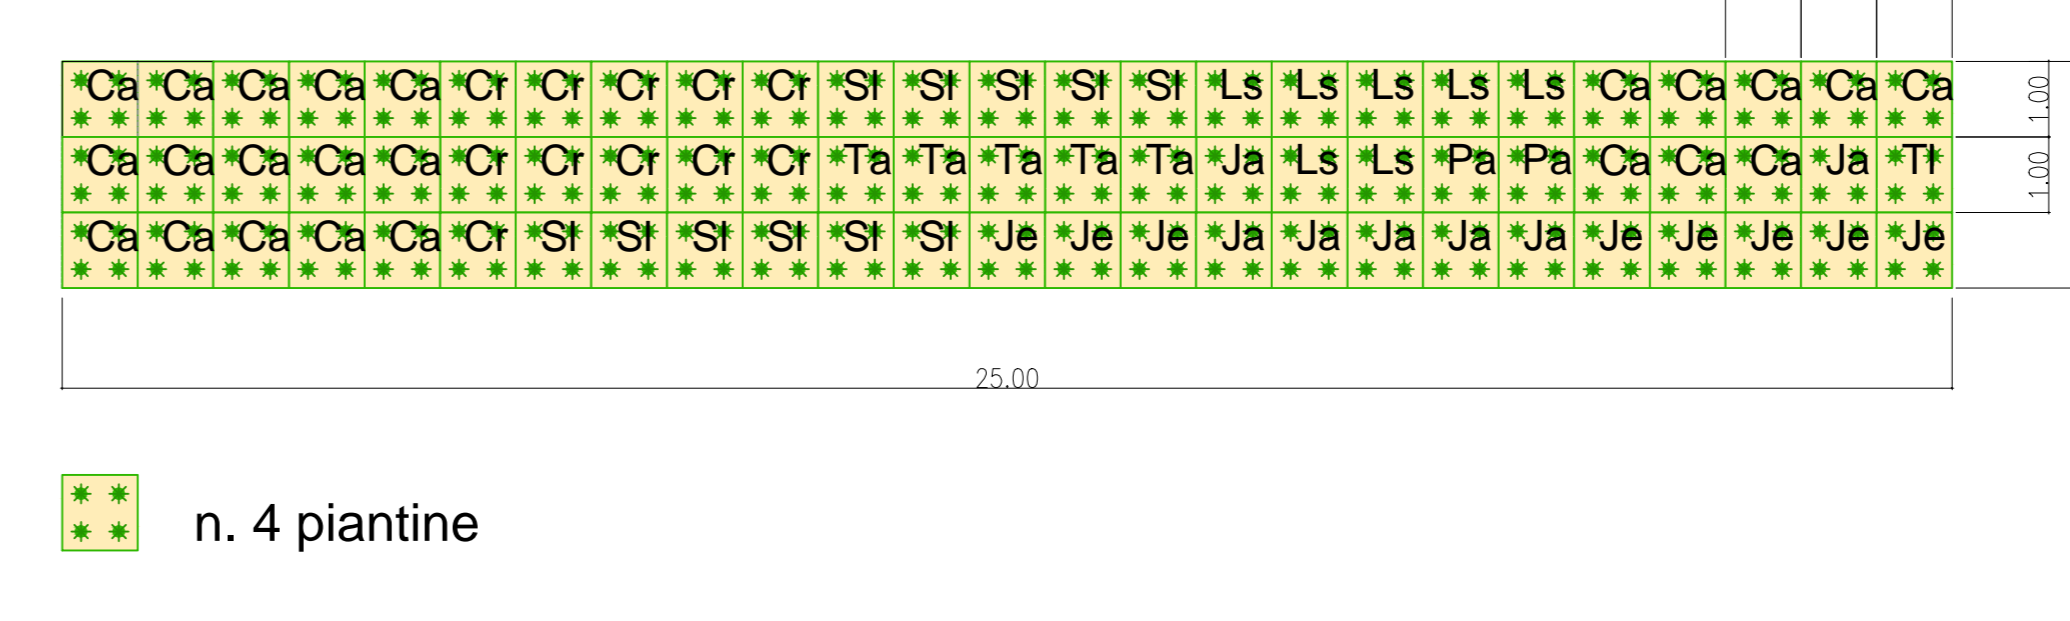 Ca Ca Ca Ca Ca Cr Cr Cr Cr Cr Sl Sl Sl Sl Sl Ls Ls Ls Ls Ls Ca Ca Ca Ca Ca 1.00
Ca Ca Ca Ca Ca Cr Cr Cr Cr Cr Ta Ta Ta Ta Ta Ja Ls Ls Pa Pa Ca Ca Ca Ja Tl 1.00
Ca Ca Ca Ca Ca Cr Sl Sl Sl Sl Sl Sl Je Je Je Ja Ja Ja Ja Ja Je Je Je Je Je
25.00
n. 4 piantine